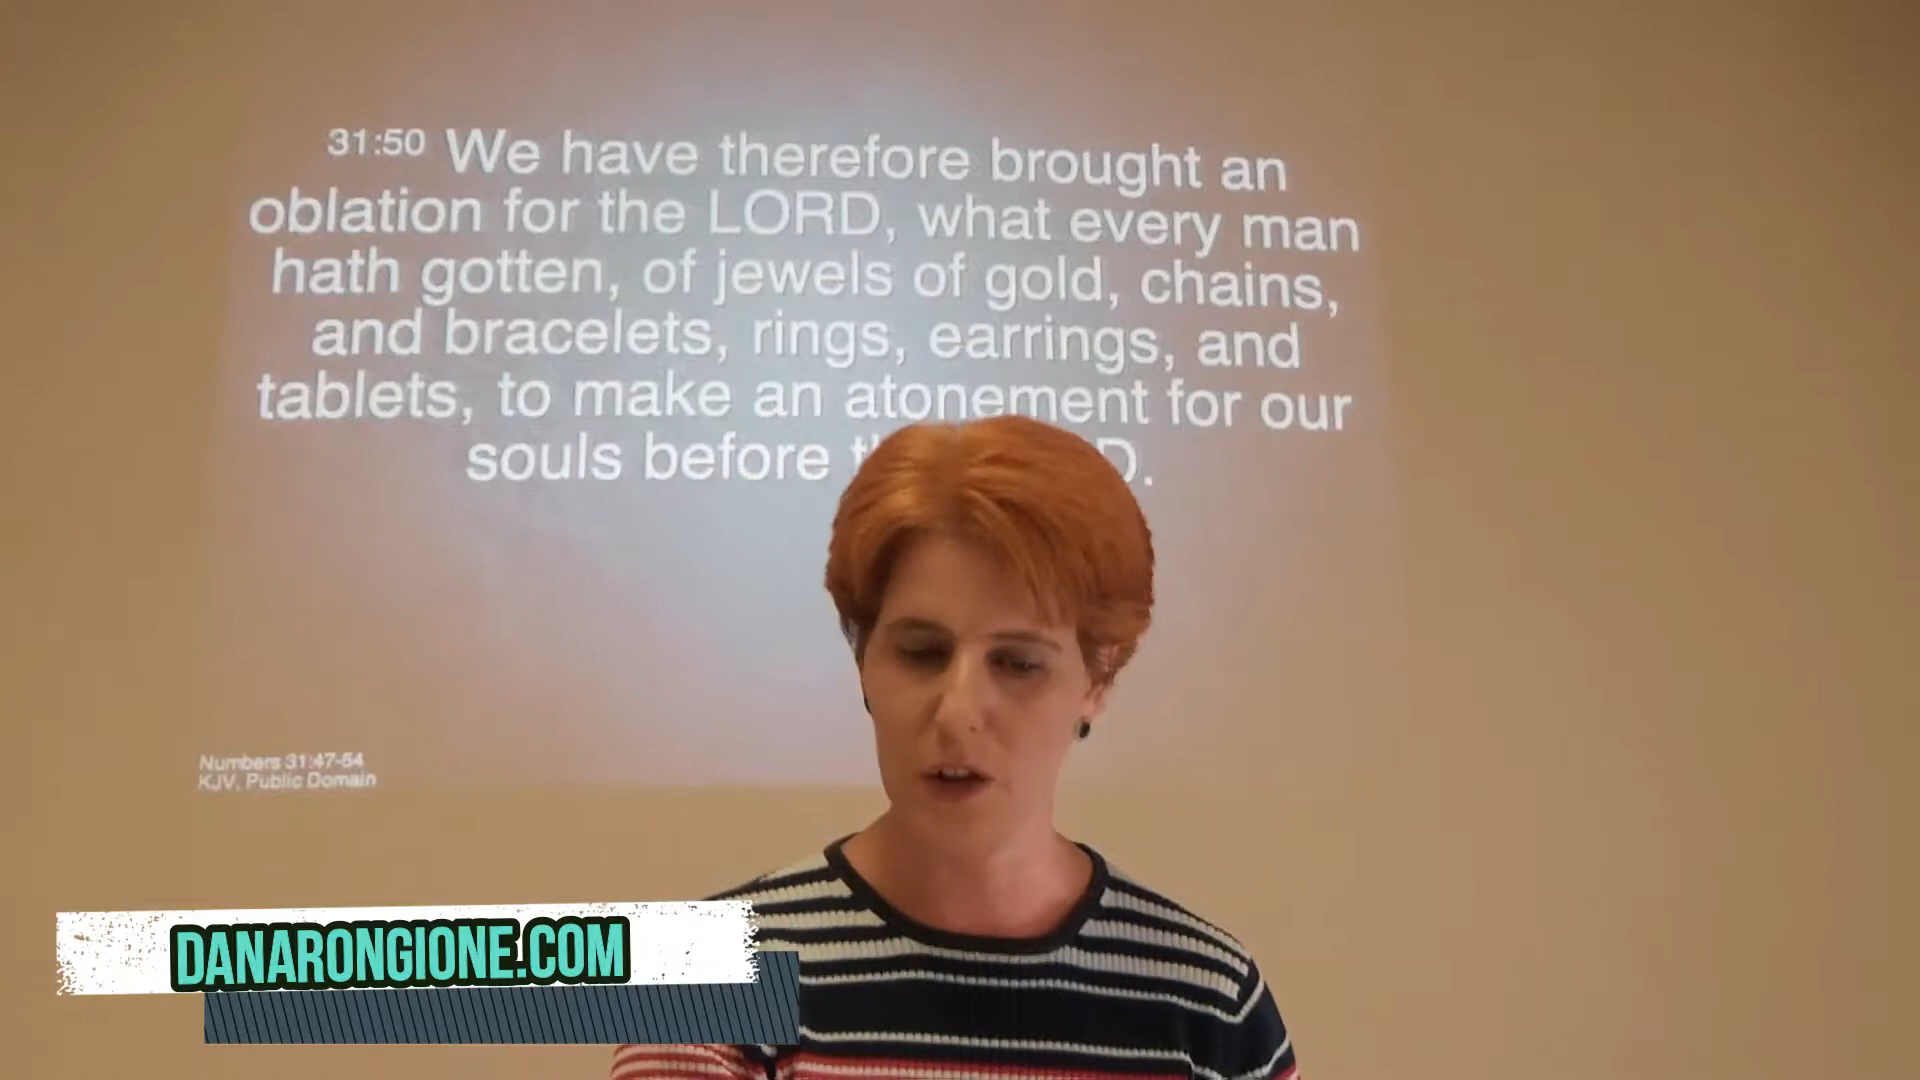 31:50 We have therefore brought an
oblation for the LORD, what every man
hath gotten, of jewels of gold, chains,
and bracelets, rings, earrings, and
tablets, to make an atonement for our
souls before
Numbers 31:47-54
KJV, Public Domain
DANARONGIONE.COM